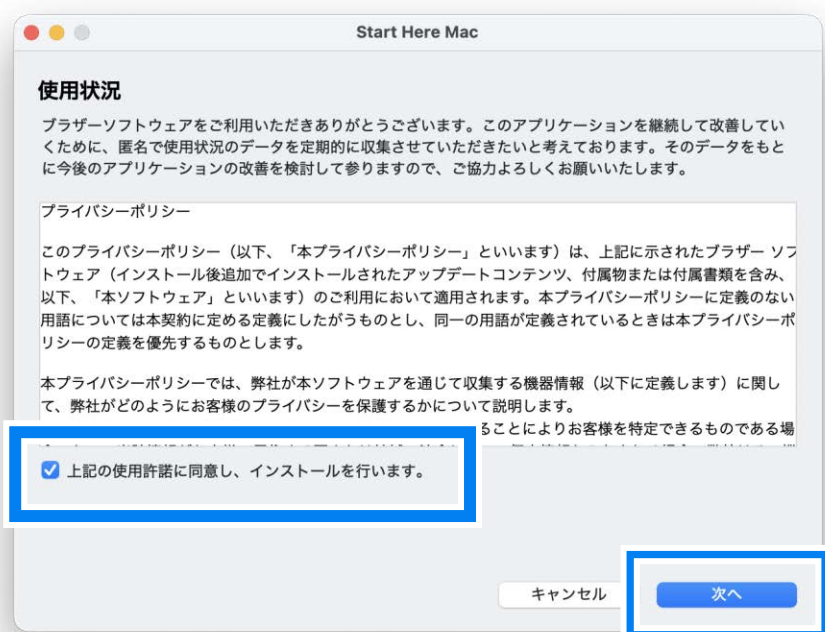 Start Here Mac
使用状況
ブラザーソフトウェアをご利用いただきありがとうございます。このアプリケーションを継続して改善してい
くために、匿名で使用状況のデータを定期的に収集させていただきたいと考えております。そのデータをもと
に今後のアプリケーションの改善を検討して参りますので、ご協力よろしくお願いいたします。
プライバシーポリシー
このプライバシーポリシー（以下、「本プライバシーポリシー」といいます）は、上記に示されたブラザー ソフ
トウェア（インストール後追加でインストールされたアップデートコンテンツ、付属物または付属書類を含み、
以下、「本ソフトウェア」といいます）のご利用において適用されます。本プライバシーポリシーに定義のない
用語については本契約に定める定義にしたがうものとし、同一の用語が定義されているときは本プライバシーポ
リシーの定義を優先するものとします。
本プライバシーポリシーでは、弊社が本ソフトウェアを通じて収集する機器情報（以下に定義します）に関し
て、弊社がどのようにお客様のプライバシーを保護するかについて説明します。
ることによりお客様を特定できるものである場
上記の使用許諾に同意し、インストールを行います。
キャンセル
次へ